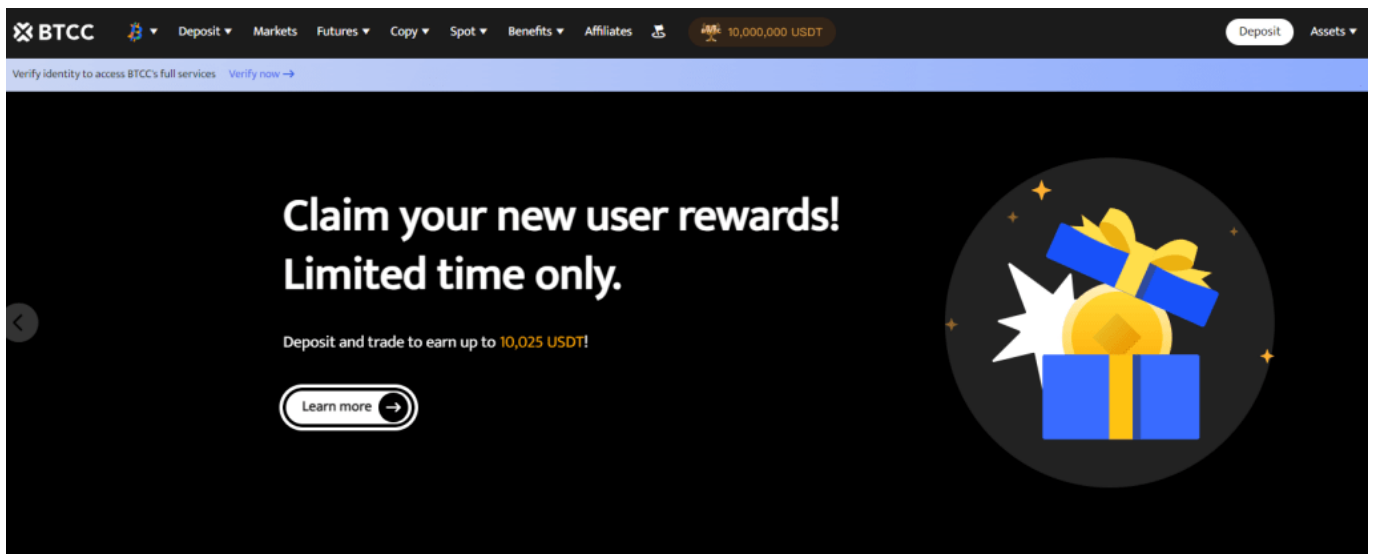 BTCC Deposit Markets Futures Copy Spot Benefits Affiliates 10,000,000 USDT Deposit Assets
Verify identity to access BTCC's full services Verify now →
Claim your new user rewards!
Limited time only.
Deposit and trade to earn up to 10,025 USDT!
Learn more →